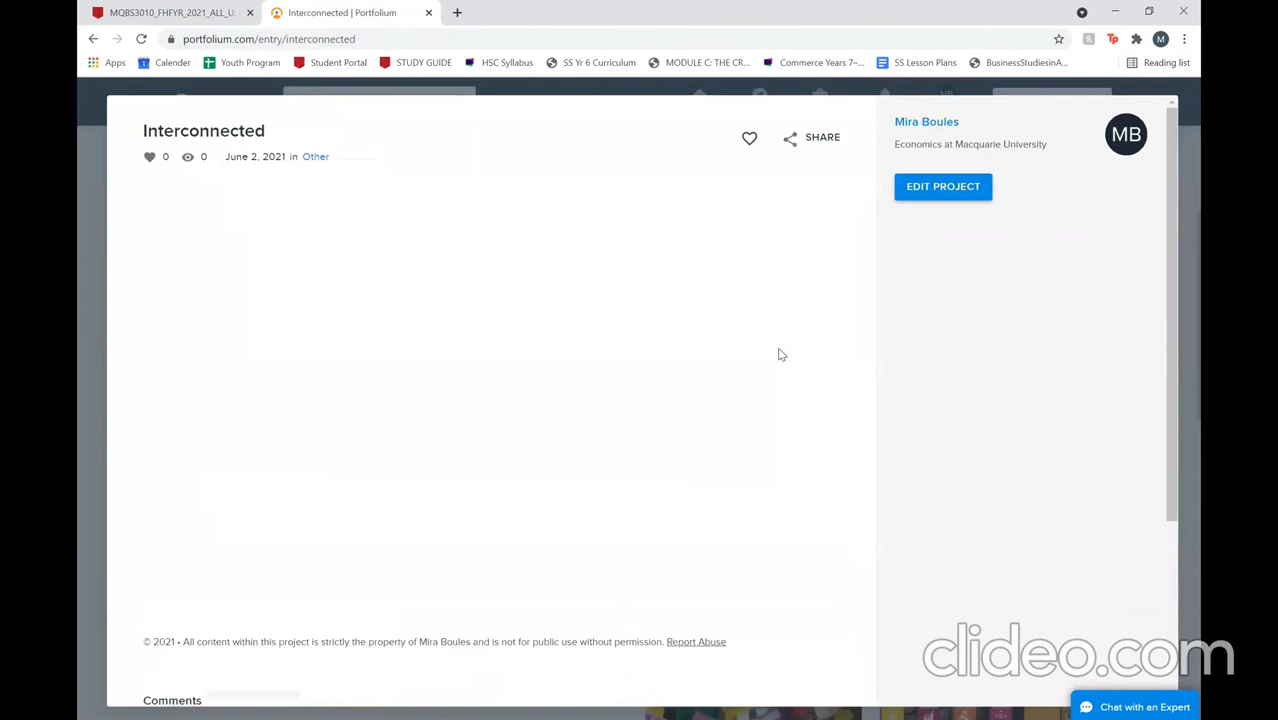 MQBS3010_FHFYR_2021_ALL_U:
Interconnected | Portfolium
portfolium.com/entry/interconnected
M
Apps
Calender
Youth Program
Student Portal
STUDY GUIDE
HSC Syllabus
SS Yr 6 Curriculum
MODULE C: THE CR...
Commerce Years 7–...
SS Lesson Plans
BusinessStudiesinA...
Reading list
Interconnected
0 0 June 2, 2021 in Other
SHARE
Mira Boules
Economics at Macquarie University
MB
EDIT PROJECT
© 2021 • All content within this project is strictly the property of Mira Boules and is not for public use without permission. Report Abuse
Comments
clideo.com
Chat with an Expert